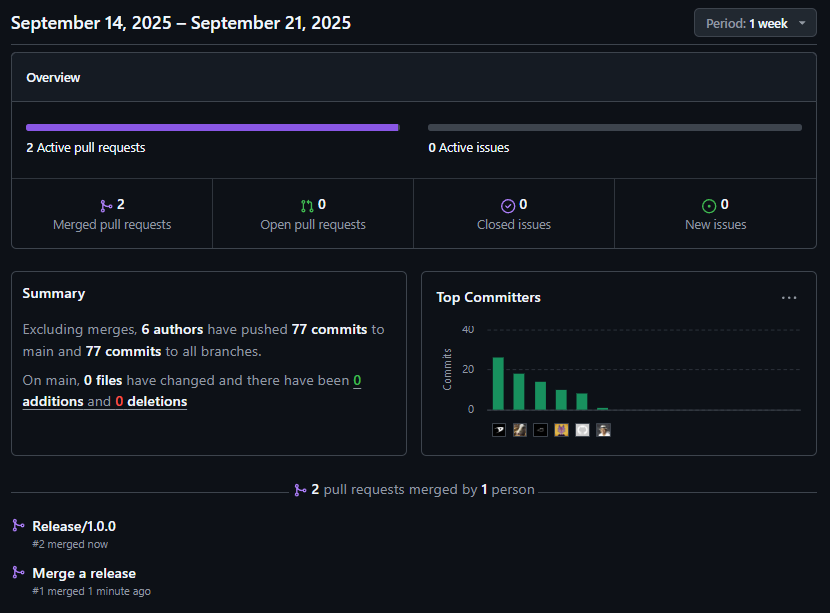 September 14, 2025 – September 21, 2025
Period: 1 week
Overview
2 Active pull requests
0 Active issues
2
Merged pull requests
0
Open pull requests
0
Closed issues
0
New issues
Summary
Excluding merges, 6 authors have pushed 77 commits to
main and 77 commits to all branches.
On main, 0 files have changed and there have been 0
additions and 0 deletions
Top Committers
40
20
0
Commits
2 pull requests merged by 1 person
Release/1.0.0
#2 merged now
Merge a release
#1 merged 1 minute ago